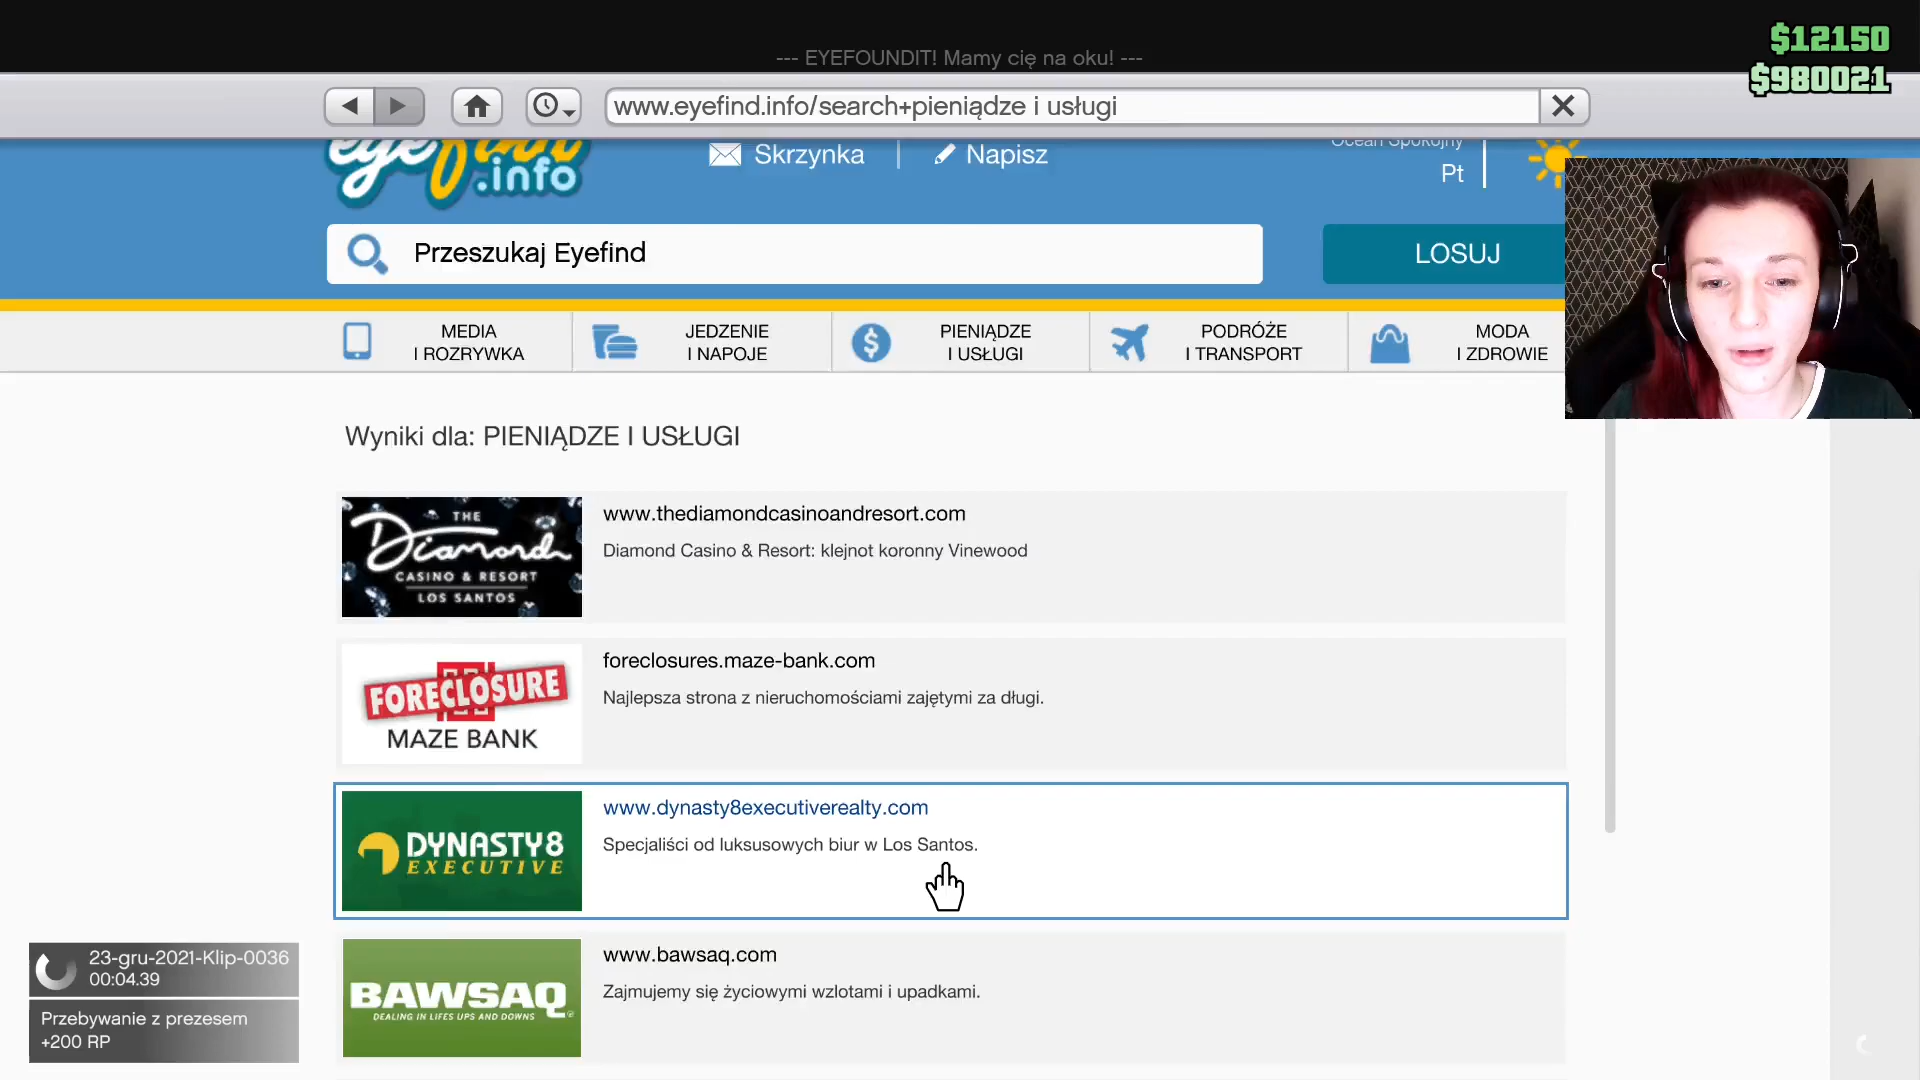 $12150
--- EYEFOUNDIT! Mamy cię na oku! ---
$980021
www.eyefind.info/search+pieniądze i usługi
eyefind
.info
Skrzynka
Napisz
Ocean Spokojny
Pt
Przeszukaj Eyefind
LOSUJ
MEDIA
I ROZRYWKA
JEDZENIE
I NAPOJE
PIENIĄDZE
I USŁUGI
PODRÓŻE
I TRANSPORT
MODA
I ZDROWIE
Wyniki dla: PIENIĄDZE I USŁUGI
THE
Diamond
CASINO & RESORT
LOS SANTOS
www.thediamondcasinoandresort.com
Diamond Casino & Resort: klejnot koronny Vinewood
FORECLOSURE
MAZE BANK
foreclosures.maze-bank.com
Najlepsza strona z nieruchomościami zajętymi za długi.
DYNASTY8
EXECUTIVE
www.dynasty8executiverealty.com
Specjaliści od luksusowych biur w Los Santos.
BAWSAQ
DEALING IN LIFES UPS AND DOWNS
www.bawsaq.com
Zajmujemy się życiowymi wzlotami i upadkami.
23-gru-2021-Klip-0036
00:04.39
Przebywanie z prezesem
+200 RP